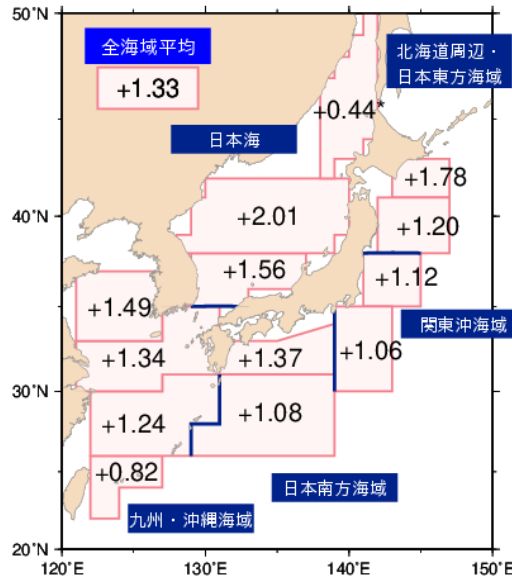 50˚N
全海域平均
+1.33
北海道周辺・
日本東方海域
+0.44*
日本海
+1.78
40˚N
+2.01
+1.20
+1.56
+1.12
+1.49
関東沖海域
+1.34
+1.37
+1.06
30˚N
+1.24
+1.08
+0.82
日本南方海域
九州・沖縄海域
20˚N
120˚E
130˚E
140˚E
150˚E